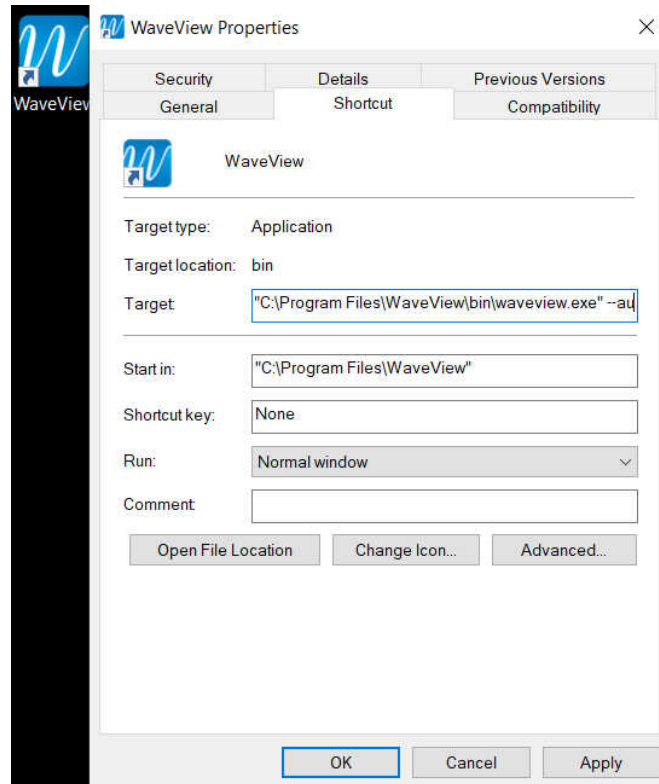 WaveView Properties
WaveView
Security Details Previous Versions
General Shortcut Compatibility
WaveView
Target type: Application
Target location: bin
Target: "C:\Program Files\WaveView\bin\waveview.exe" --au
Start in: "C:\Program Files\WaveView"
Shortcut key: None
Run: Normal window
Comment:
Open File Location Change Icon... Advanced...
OK Cancel Apply